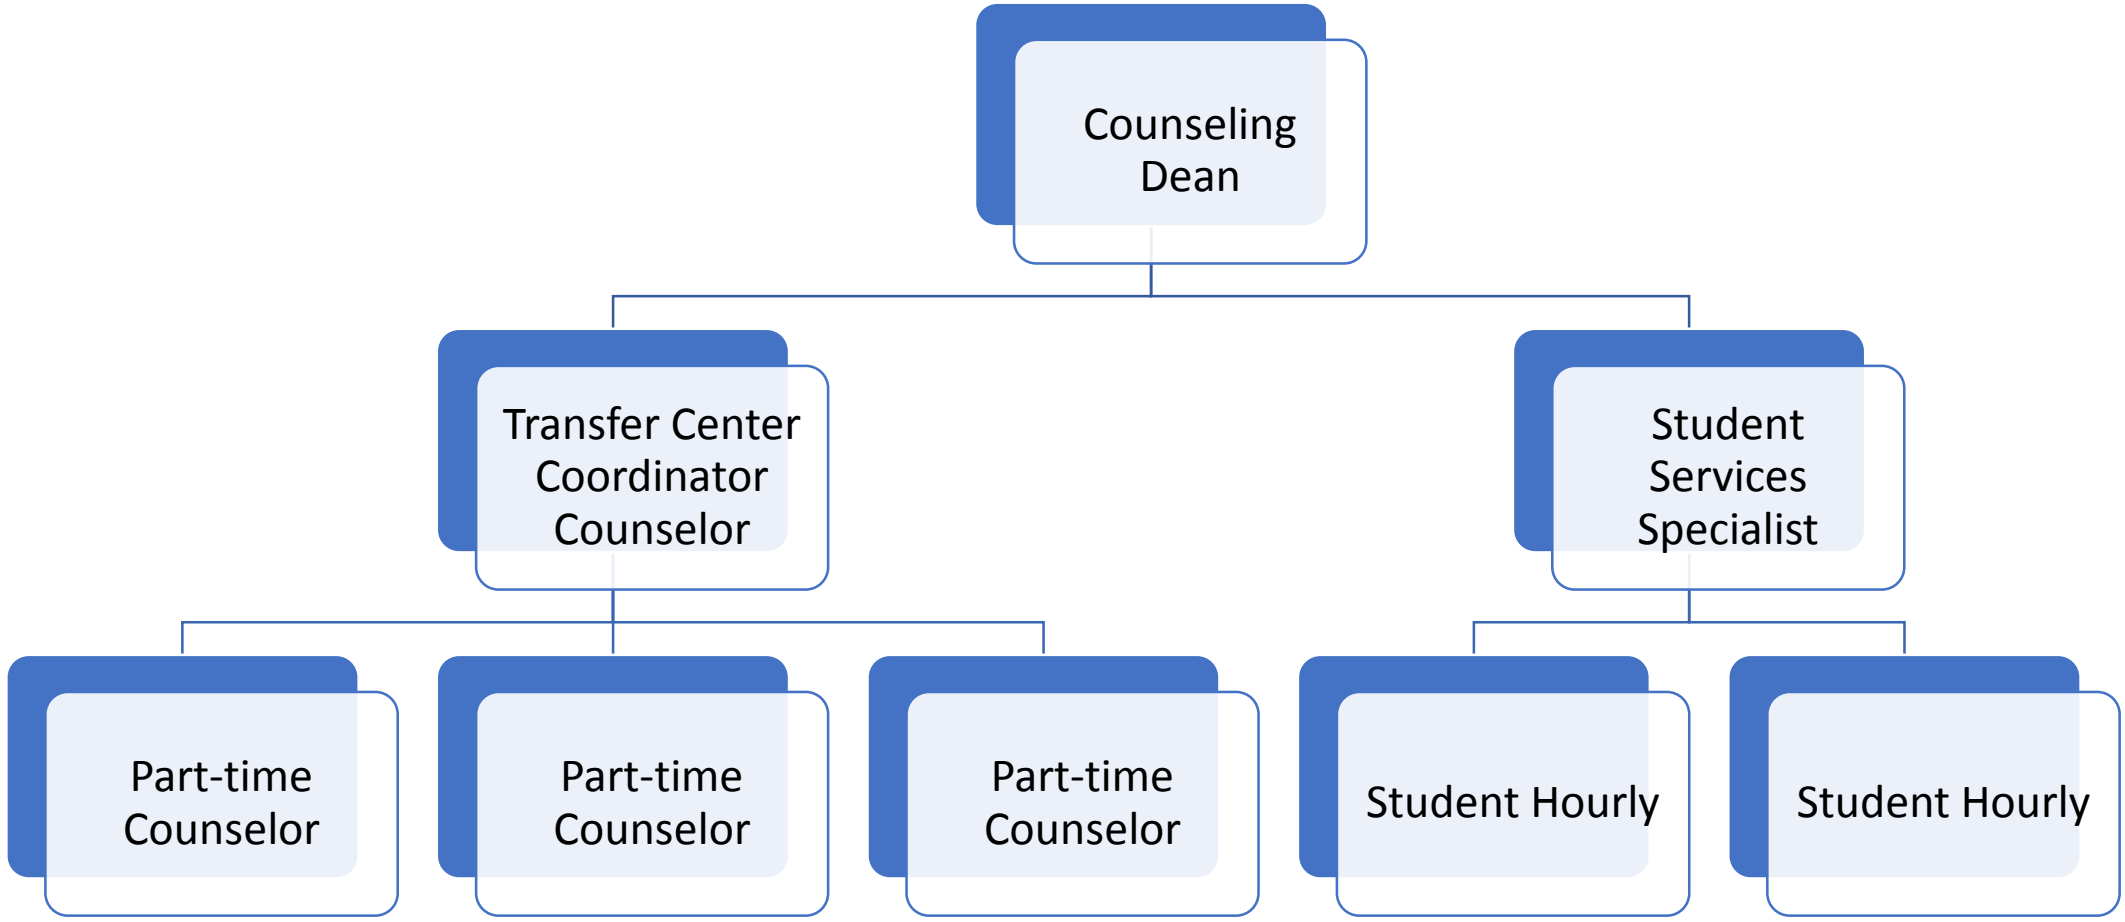 Counseling
Dean
Transfer Center
Coordinator
Counselor
Student
Services
Specialist
Part-time
Counselor
Part-time
Counselor
Part-time
Counselor
Student Hourly
Student Hourly